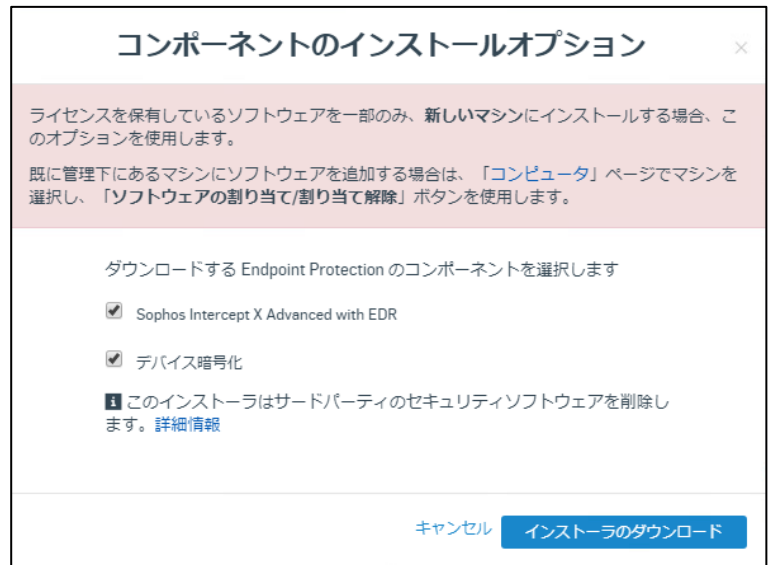 コンポーネントのインストールオプション
ライセンスを保有しているソフトウェアを一部のみ、新しいマシンにインストールする場合、こ
のオプションを使用します。
既に管理下にあるマシンにソフトウェアを追加する場合は、「コンピュータ」ページでマシンを
選択し、「ソフトウェアの割り当て/割り当て解除」ボタンを使用します。
ダウンロードする Endpoint Protection のコンポーネントを選択します
Sophos Intercept X Advanced with EDR
デバイス暗号化
このインストーラはサードパーティのセキュリティソフトウェアを削除し
ます。詳細情報
キャンセル インストーラのダウンロード